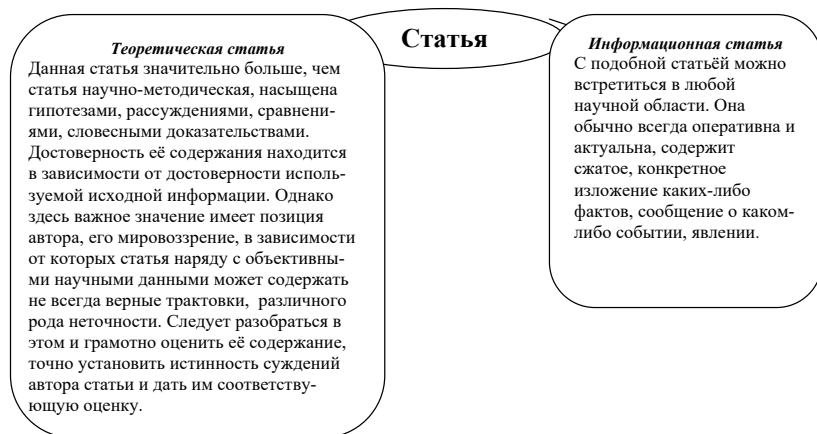 Статья
Теоретическая статья
Данная статья значительно больше, чем
статья научно-методическая, насыщена
гипотезами, рассуждениями, сравнени-
ями, словесными доказательствами.
Достоверность её содержания находится
в зависимости от достоверности исполь-
зуемой исходной информации. Однако
здесь важное значение имеет позиция
автора, его мировоззрение, в зависимости
от которых статья наряду с объективны-
ми научными данными может содержать
не всегда верные трактовки, различного
рода неточности. Следует разобраться в
этом и грамотно оценить её содержание,
точно установить истинность суждений
автора статьи и дать им соответству-
ющую оценку.
Информационная статья
С подобной статьёй можно
встретиться в любой
научной области. Она
обычно всегда оперативна и
актуальна, содержит
сжатое, конкретное
изложение каких-либо
фактов, сообщение о каком-
либо событии, явлении.